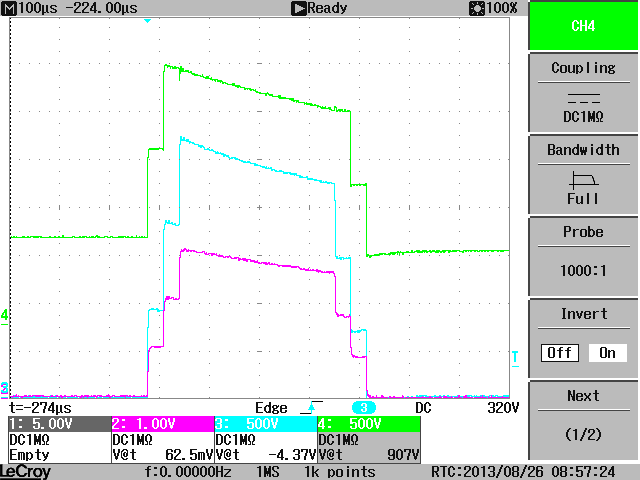 M 100µs -224.00µs Ready 100%
CH4
Coupling
DC1MΩ
Bandwidth
Full
Probe
1000:1
Invert
Off On
Next
(1/2)
4
2
T
t=-274µs Edge 3 DC 320V
1: 5.00V 2: 1.00V 3: 500V 4: 500V
DC1MΩ DC1MΩ DC1MΩ DC1MΩ
Empty V@t 62.5mV V@t -4.37V V@t 907V
LeCroy f:0.00000Hz 1MS 1k points RTC:2013/08/26 08:57:24